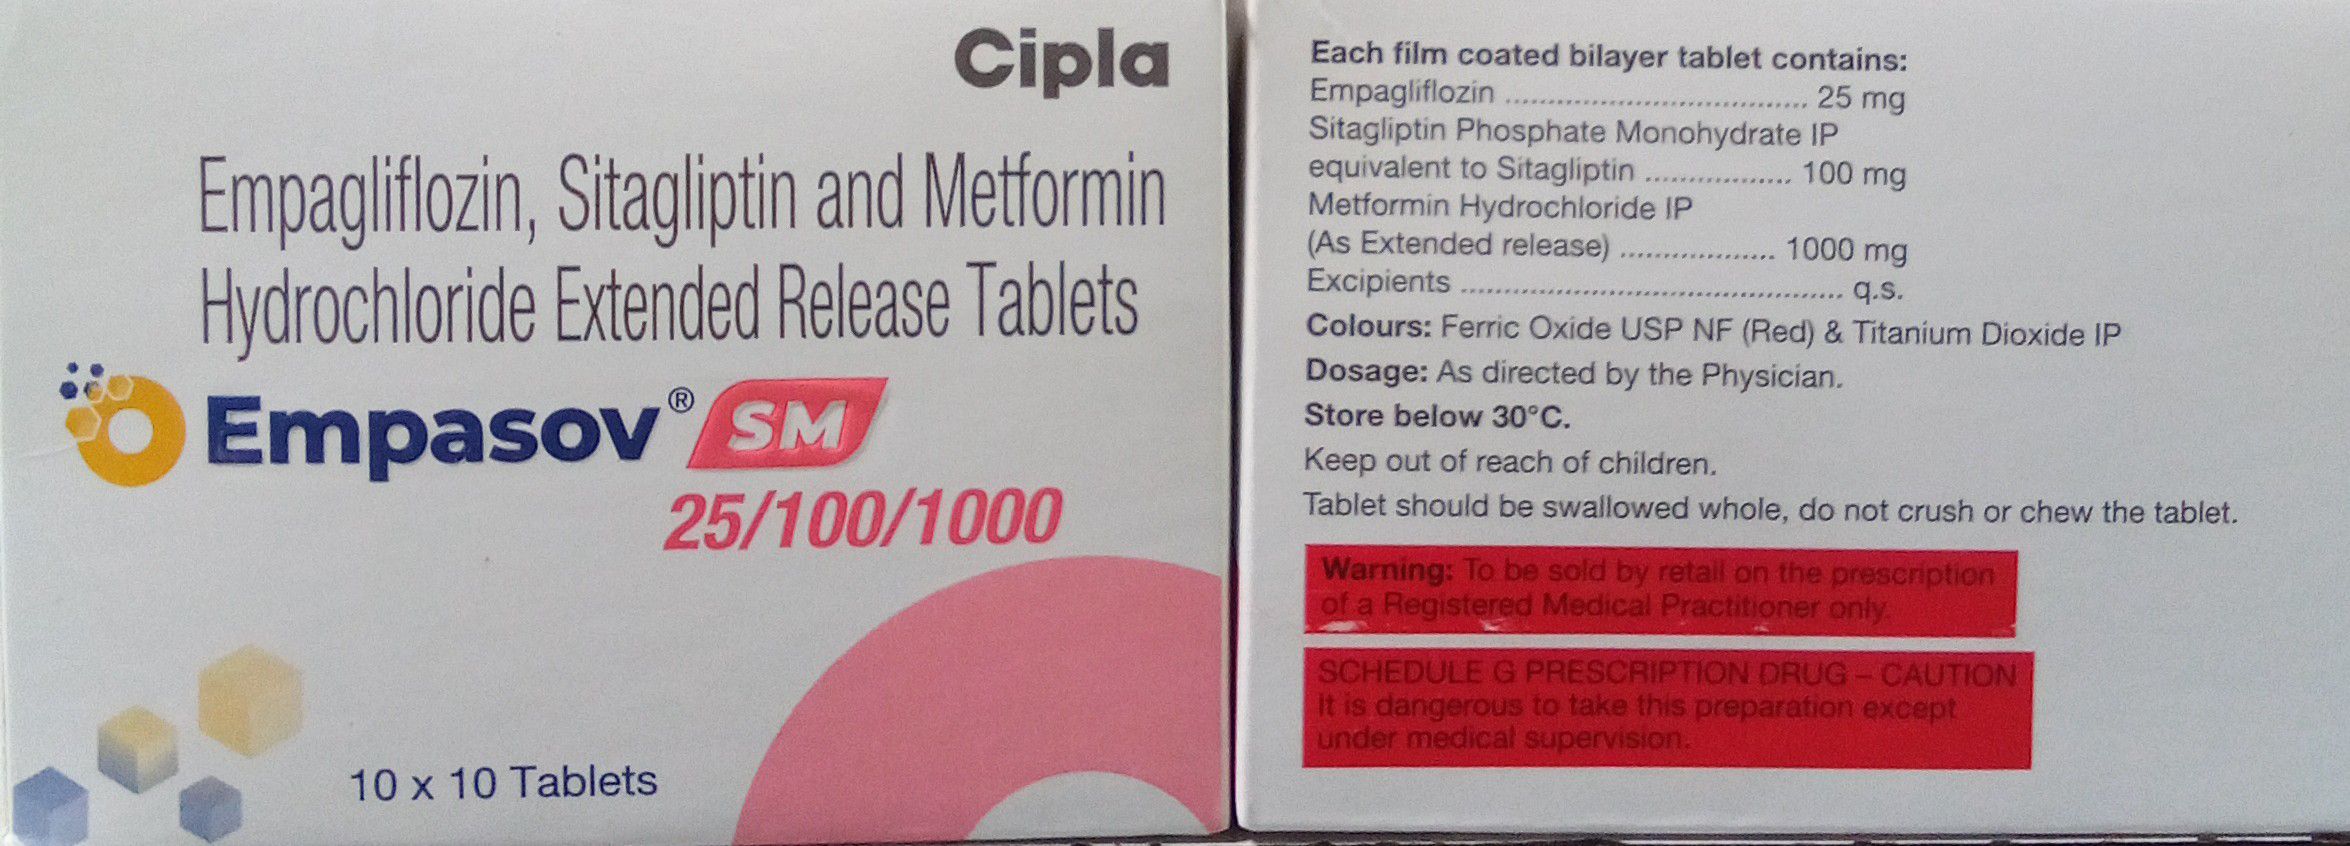 Cipla
Empagliflozin, Sitagliptin and Metformin
Hydrochloride Extended Release Tablets
Empasov® SM
25/100/1000
10 x 10 Tablets
Each film coated bilayer tablet contains:
Empagliflozin ........................................ 25 mg
Sitagliptin Phosphate Monohydrate IP
equivalent to Sitagliptin .................. 100 mg
Metformin Hydrochloride IP
(As Extended release) ................... 1000 mg
Excipients ................................................ q.s.
Colours: Ferric Oxide USP NF (Red) & Titanium Dioxide IP
Dosage: As directed by the Physician.
Store below 30°C.
Keep out of reach of children.
Tablet should be swallowed whole, do not crush or chew the tablet.
Warning: To be sold by retail on the prescription
of a Registered Medical Practitioner only.
SCHEDULE G PRESCRIPTION DRUG – CAUTION
It is dangerous to take this preparation except
under medical supervision.